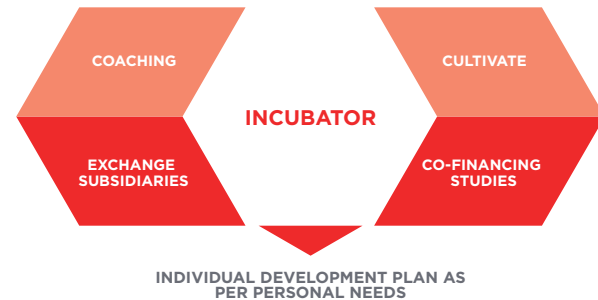 COACHING
CULTIVATE
INCUBATOR
EXCHANGE
SUBSIDIARIES
CO-FINANCING
STUDIES
INDIVIDUAL DEVELOPMENT PLAN AS
PER PERSONAL NEEDS